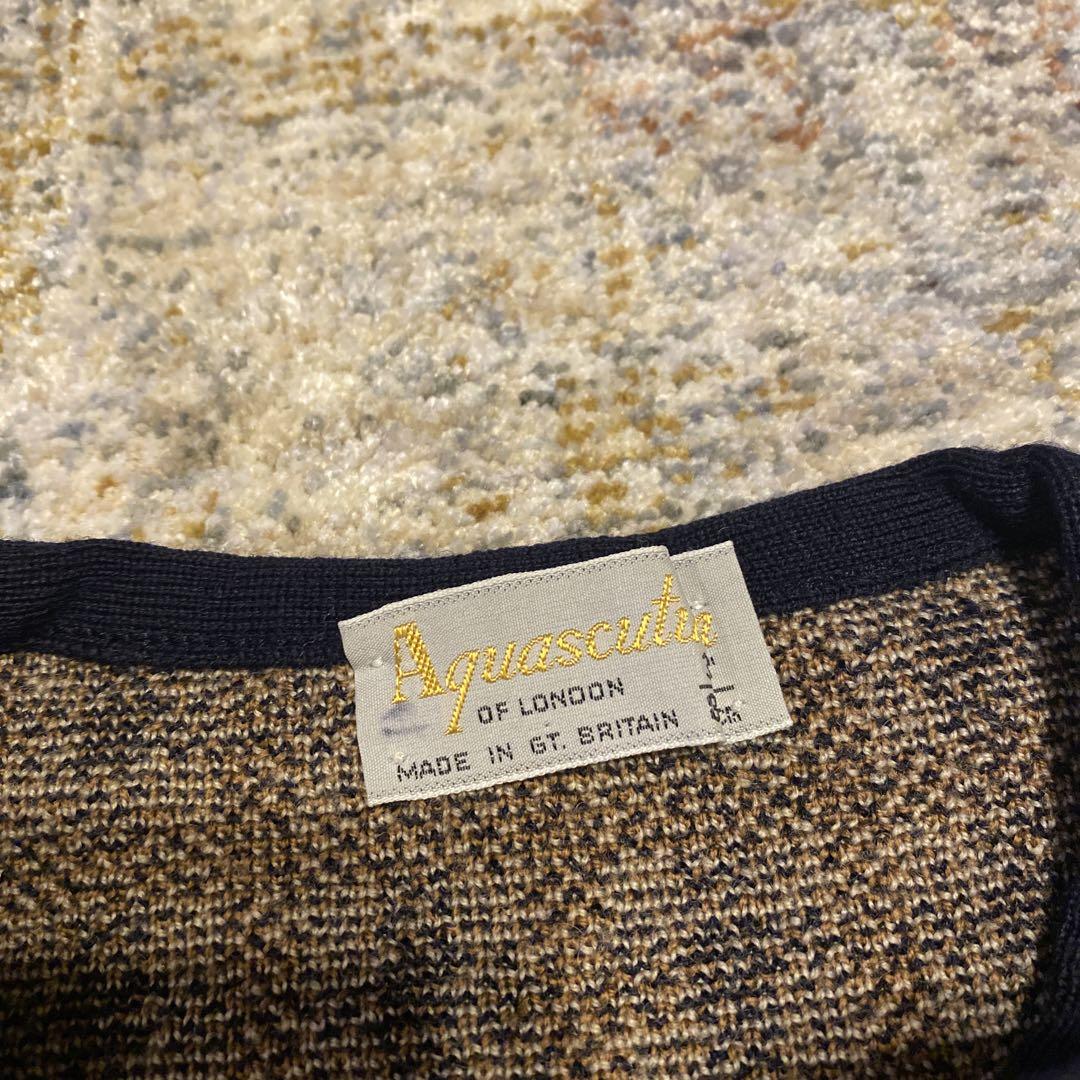 Aquascutum
OF LONDON
MADE IN GT. BRITAIN